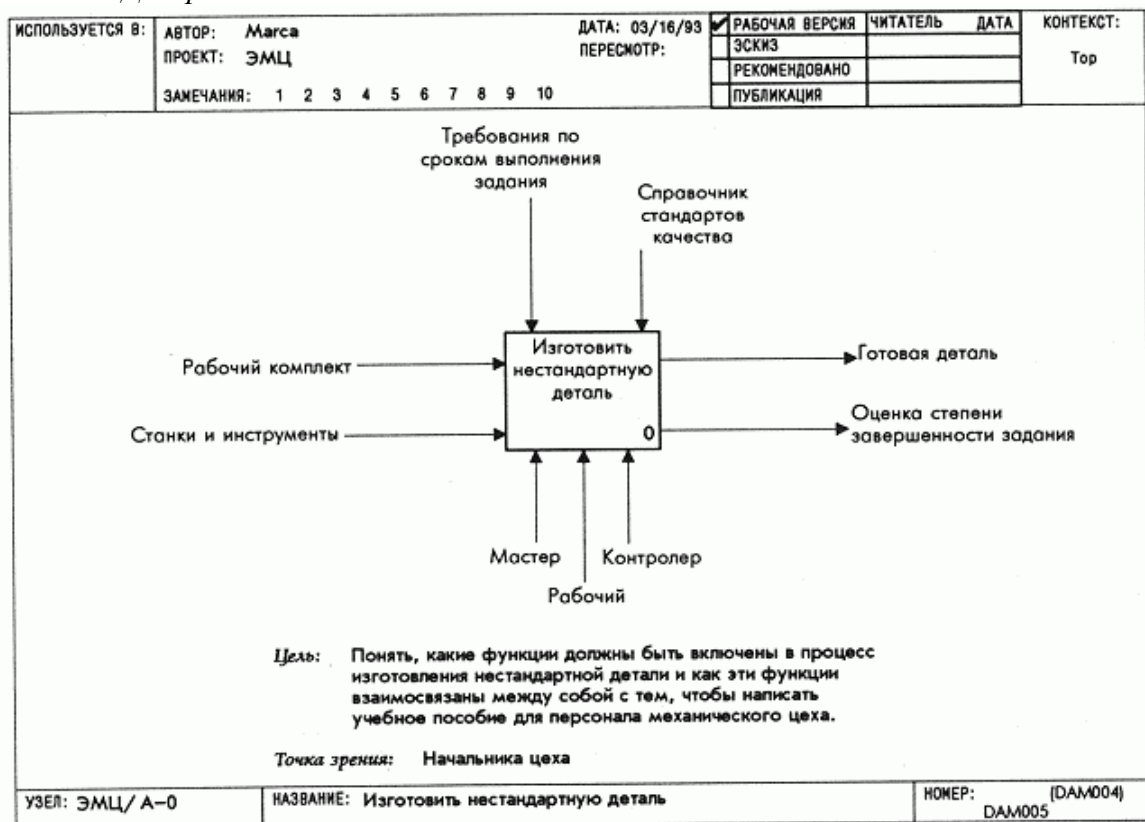 ИСПОЛЬЗУЕТСЯ В:
АВТОР: Marca
ДАТА: 03/16/93
ПРОЕКТ: ЭМЦ
ПЕРЕСМОТР:
ЗАМЕЧАНИЯ: 1 2 3 4 5 6 7 8 9 10
РАБОЧАЯ ВЕРСИЯ
ЭСКИЗ
РЕКОМЕНДОВАНО
ПУБЛИКАЦИЯ
ЧИТАТЕЛЬ ДАТА
КОНТЕКСТ:
Top
Требования по
срокам выполнения
задания
Справочник
стандартов
качества
Рабочий комплект
Станки и инструменты
Изготовить
нестандартную
деталь
0
Готовая деталь
Оценка степени
завершенности задания
Мастер
Контролер
Рабочий
Цель: Понять, какие функции должны быть включены в процесс
изготовления нестандартной детали и как эти функции
взаимосвязаны между собой с тем, чтобы написать
учебное пособие для персонала механического цеха.
Точка зрения: Начальника цеха
УЗЕЛ: ЭМЦ/ А-0
НАЗВАНИЕ: Изготовить нестандартную деталь
НОМЕР: (DAM004)
DAM005